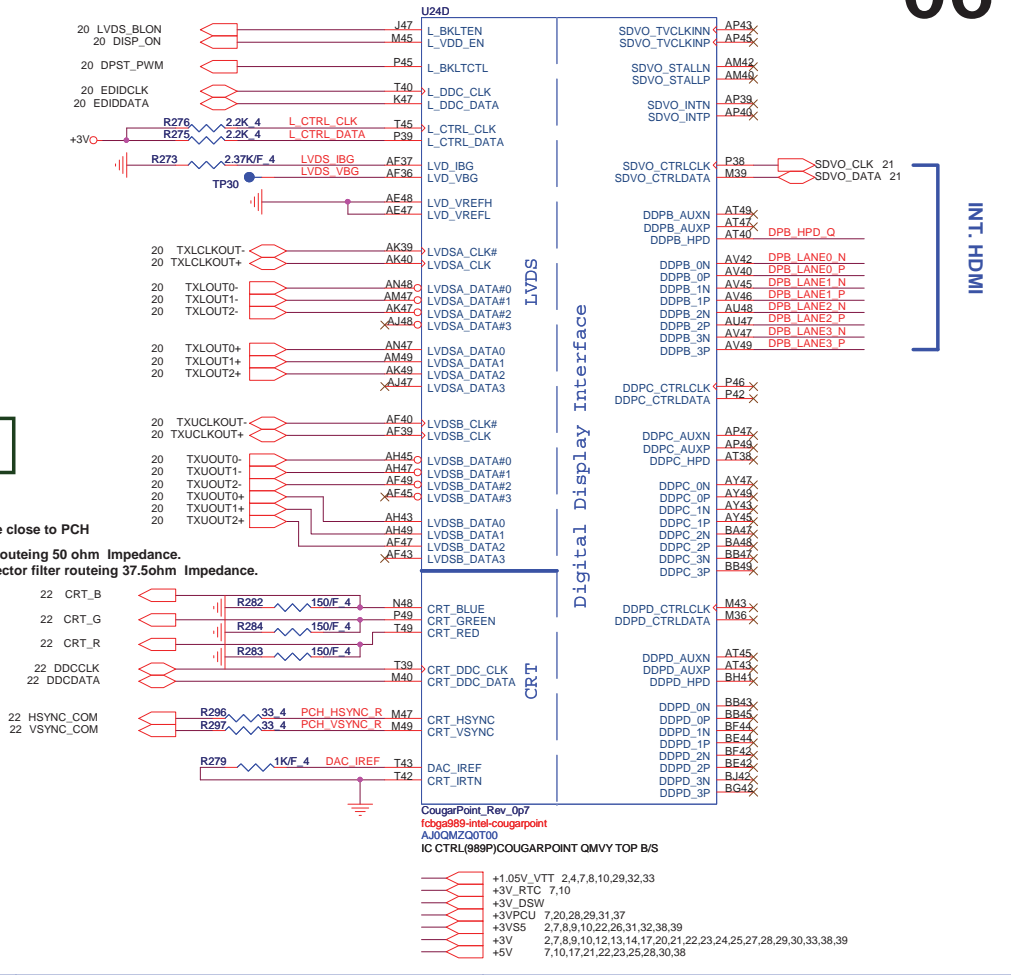 06
U24D
20 LVDS_BLON J47 L_BKLTEN
20 DISP_ON M45 L_VDD_EN
20 DPST_PWM P45 L_BKLTCTL
20 EDIDCLK T40 L_DDC_CLK
20 EDIDDATA K47 L_DDC_DATA
R276 2.2K_4 L_CTRL_CLK T45 L_CTRL_CLK
+3V R275 2.2K_4 L_CTRL_DATA P39 L_CTRL_DATA
R273 2.37K/F_4 LVDS_IBG AF37 LVD_IBG
TP30 LVDS_VBG AF36 LVD_VBG
AE48 LVD_VREFH
AE47 LVD_VREFL
20 TXLCLKOUT- AK39 LVDSA_CLK#
20 TXLCLKOUT+ AK40 LVDSA_CLK
20 TXLOUT0- AN48 LVDSA_DATA#0
20 TXLOUT1- AM47 LVDSA_DATA#1
20 TXLOUT2- AK47 LVDSA_DATA#2
AJ48 LVDSA_DATA#3
20 TXLOUT0+ AN47 LVDSA_DATA0
20 TXLOUT1+ AM49 LVDSA_DATA1
20 TXLOUT2+ AK49 LVDSA_DATA2
AJ47 LVDSA_DATA3
20 TXUCLKOUT- AF40 LVDSB_CLK#
20 TXUCLKOUT+ AF39 LVDSB_CLK
20 TXUOUT0- AH45 LVDSB_DATA#0
20 TXUOUT1- AH47 LVDSB_DATA#1
20 TXUOUT2- AF49 LVDSB_DATA#2
20 TXUOUT0+ AF45 LVDSB_DATA#3
20 TXUOUT1+
20 TXUOUT2+
AH43 LVDSB_DATA0
AH49 LVDSB_DATA1
AF47 LVDSB_DATA2
AF43 LVDSB_DATA3
e close to PCH
outeing 50 ohm Impedance.
ector filter routeing 37.5ohm Impedance.
22 CRT_B R282 150/F_4 N48 CRT_BLUE
22 CRT_G R284 150/F_4 P49 CRT_GREEN
22 CRT_R R283 150/F_4 T49 CRT_RED
22 DDCCLK T39 CRT_DDC_CLK
22 DDCDATA M40 CRT_DDC_DATA
22 HSYNC_COM R296 33_4 PCH_HSYNC_R M47 CRT_HSYNC
22 VSYNC_COM R297 33_4 PCH_VSYNC_R M49 CRT_VSYNC
R279 1K/F_4 DAC_IREF T43 DAC_IREF
T42 CRT_IRTN
LVDS
CRT
Digital Display Interface
SDVO_TVCLKINN AP43
SDVO_TVCLKINP AP45
SDVO_STALLN AM42
SDVO_STALLP AM40
SDVO_INTN AP39
SDVO_INTP AP40
SDVO_CTRLCLK P38 SDVO_CLK 21
SDVO_CTRLDATA M39 SDVO_DATA 21
DDPB_AUXN AT49
DDPB_AUXP AT47
DDPB_HPD AT40 DPB_HPD_Q
DDPB_0N AV42 DPB_LANE0_N
DDPB_0P AV40 DPB_LANE0_P
DDPB_1N AV45 DPB_LANE1_N
DDPB_1P AV46 DPB_LANE1_P
DDPB_2N AU48 DPB_LANE2_N
DDPB_2P AU47 DPB_LANE2_P
DDPB_3N AV47 DPB_LANE3_N
DDPB_3P AV49 DPB_LANE3_P
INT. HDMI
DDPC_CTRLCLK P46
DDPC_CTRLDATA P42
DDPC_AUXN AP47
DDPC_AUXP AP49
DDPC_HPD AT38
DDPC_0N AY47
DDPC_0P AY49
DDPC_1N AY43
DDPC_1P AY45
DDPC_2N BA47
DDPC_2P BA48
DDPC_3N BB47
DDPC_3P BB49
DDPD_CTRLCLK M43
DDPD_CTRLDATA M36
DDPD_AUXN AT45
DDPD_AUXP AT43
DDPD_HPD BH41
DDPD_0N BB43
DDPD_0P BB45
DDPD_1N BF44
DDPD_1P BE44
DDPD_2N BF42
DDPD_2P BE42
DDPD_3N BJ42
DDPD_3P BG42
CougarPoint_Rev_0p7
fcbga989-intel-cougarpoint
AJ0QMZQ0T00
IC CTRL(989P)COUGARPOINT QMVY TOP B/S
+1.05V_VTT 2,4,7,8,10,29,32,33
+3V_RTC 7,10
+3V_DSW
+3VPCU 7,20,28,29,31,37
+3VS5 2,7,8,9,10,22,26,31,32,38,39
+3V 2,7,8,9,10,12,13,14,17,20,21,22,23,24,25,27,28,29,30,33,38,39
+5V 7,10,17,21,22,23,25,28,30,38